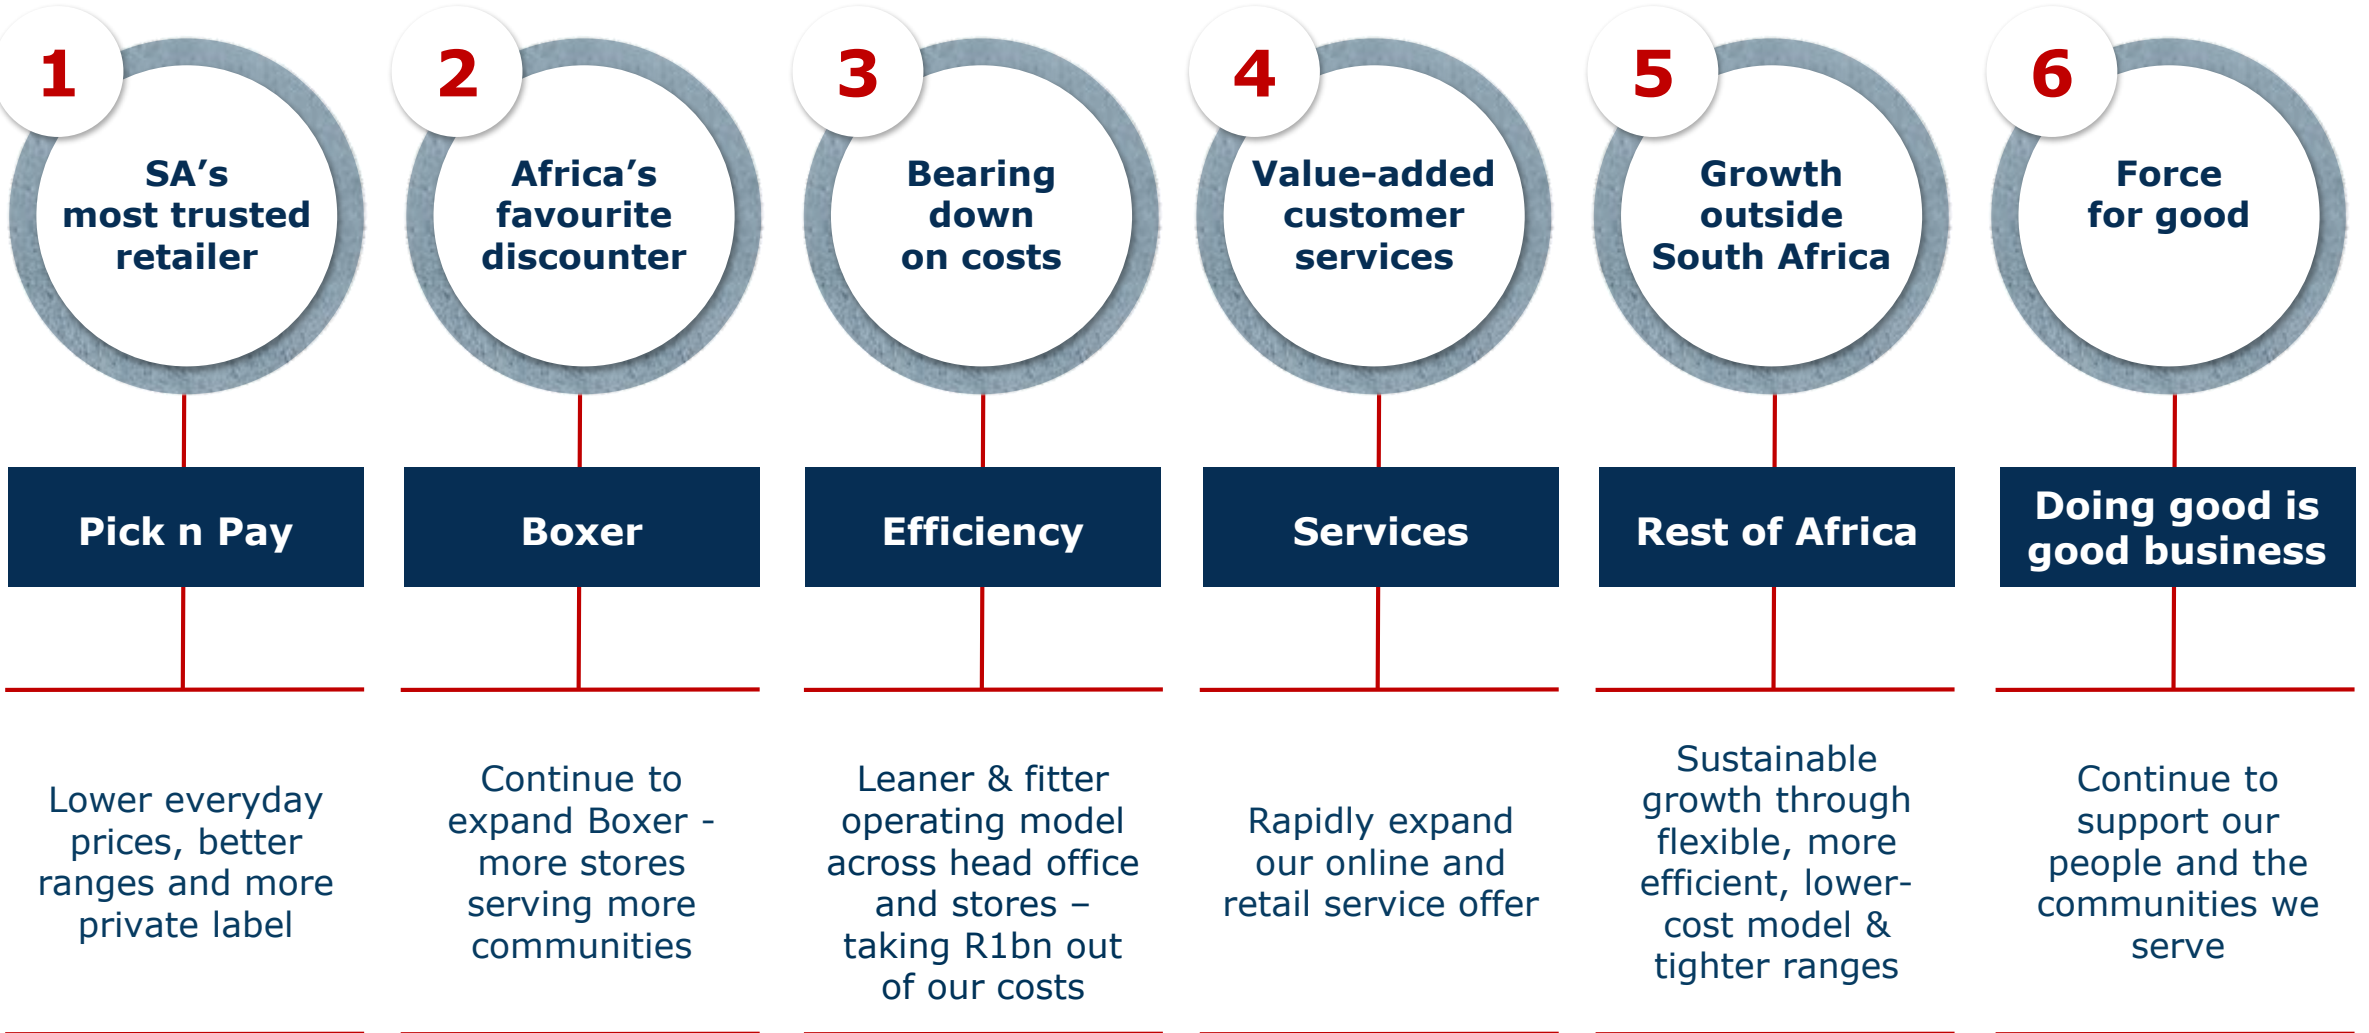 1
SA's
most trusted
retailer
Pick n Pay
Lower everyday
prices, better
ranges and more
private label
2
Africa's
favourite
discounter
Boxer
Continue to
expand Boxer -
more stores
serving more
communities
3
Bearing
down
on costs
Efficiency
Leaner & fitter
operating model
across head office
and stores –
taking R1bn out
of our costs
4
Value-added
customer
services
Services
Rapidly expand
our online and
retail service offer
5
Growth
outside
South Africa
Rest of Africa
Sustainable
growth through
flexible, more
efficient, lower-
cost model &
tighter ranges
6
Force
for good
Doing good is
good business
Continue to
support our
people and the
communities we
serve